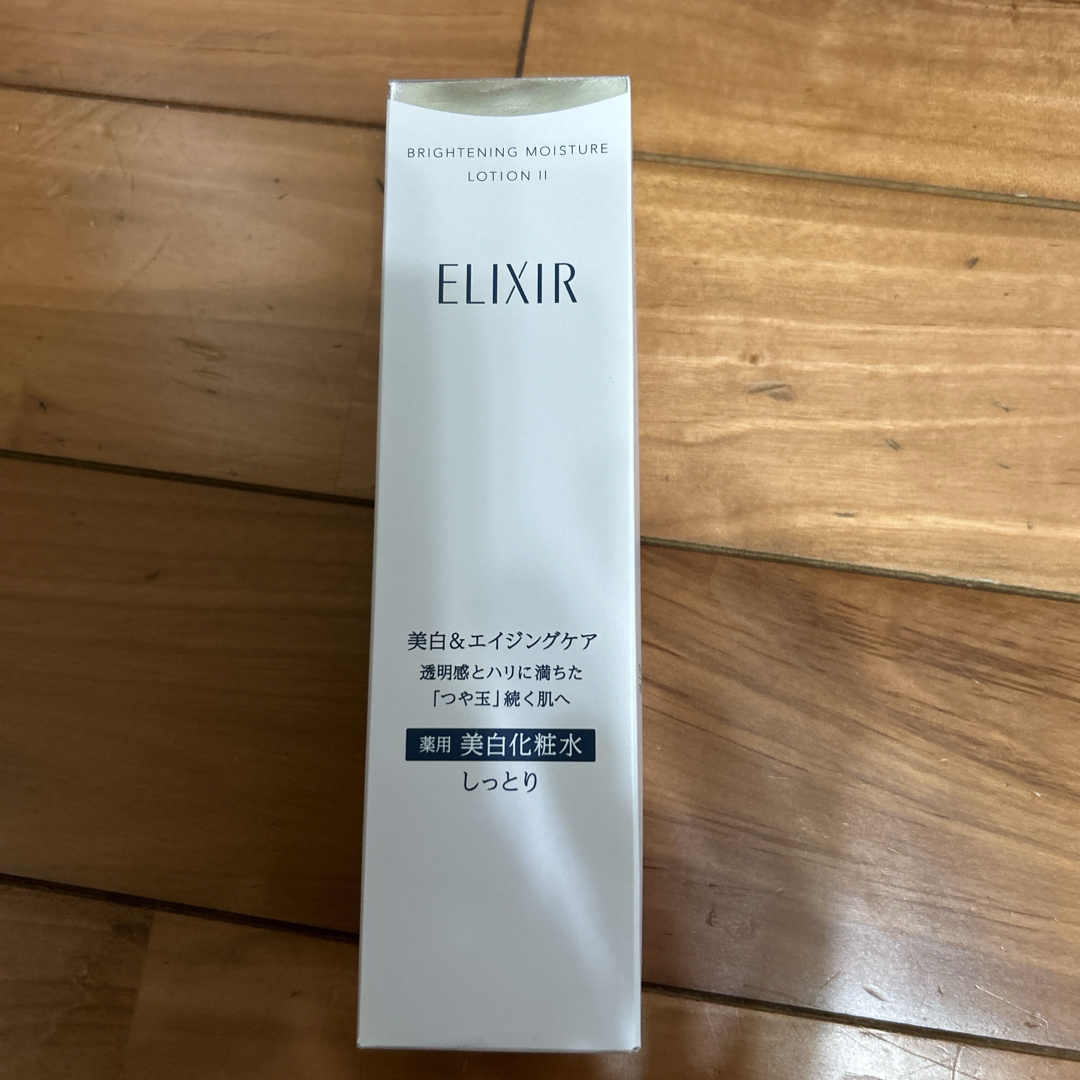 BRIGHTENING MOISTURE
LOTION II
ELIXIR
美白&エイジングケア
透明感とハリに満ちた
「つや玉」続く肌へ
薬用 美白化粧水
しっとり